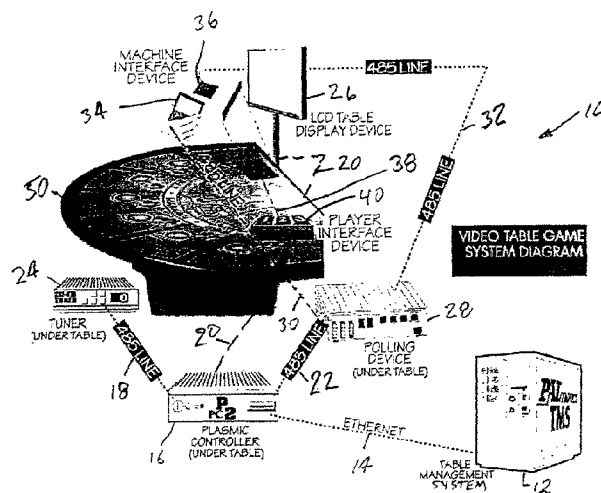 36
MACHINE
INTERFACE
DEVICE
34
26
485 LINE
LCD TABLE
DISPLAY DEVICE
32
10
20
38
40
50
PLAYER
INTERFACE
DEVICE
485 LINE
VIDEO TABLE GAME
SYSTEM DIAGRAM
24
TUNER
(UNDER TABLE)
30
28
POLLING
DEVICE
(UNDER TABLE)
485 LINE
18
20
485 LINE
22
P
PC2
16
PLASMIC
CONTROLLER
(UNDER TABLE)
ETHERNET
14
TMS
TABLE
MANAGEMENT
SYSTEM
12